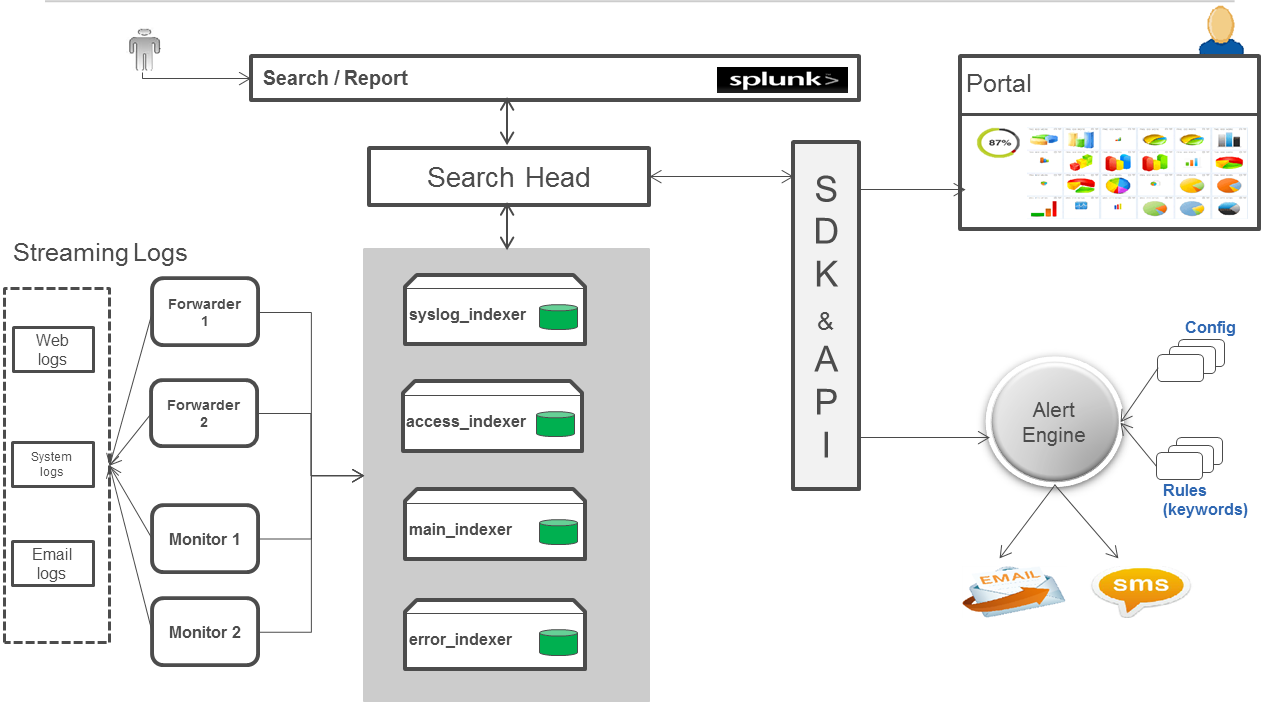 Search / Report
splunk>
Portal
87%
Search Head
S
D
K
&
A
P
I
Streaming Logs
Web
logs
System
logs
Email
logs
Forwarder
1
Forwarder
2
Monitor 1
Monitor 2
syslog_indexer
access_indexer
main_indexer
error_indexer
Config
Alert
Engine
Rules
(keywords)
EMAIL
sms